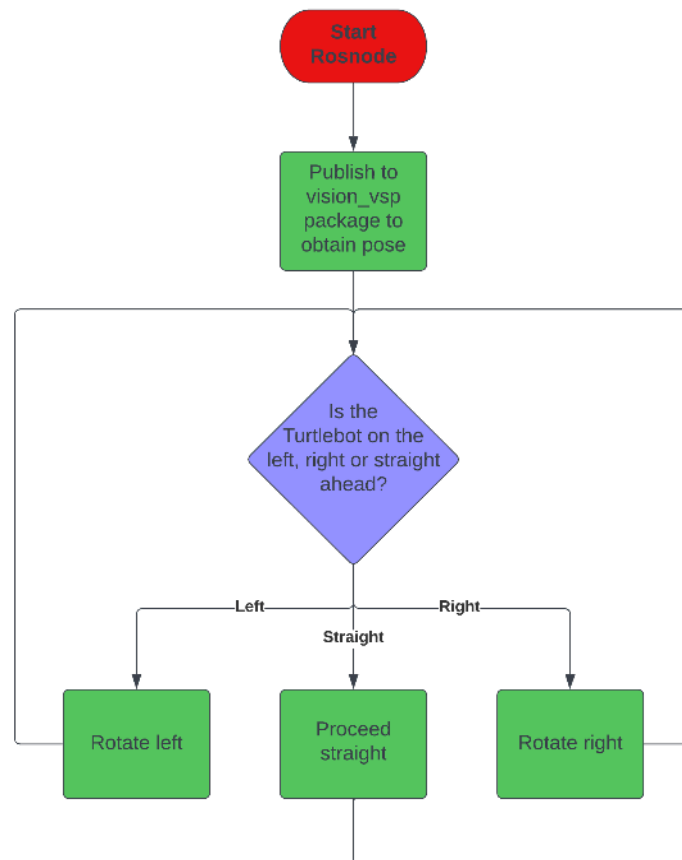 Start
Rosnode
Publish to
vision_vsp
package to
obtain pose
Is the
Turtlebot on the
left, right or straight
ahead?
Left
Right
Straight
Rotate left
Proceed
straight
Rotate right